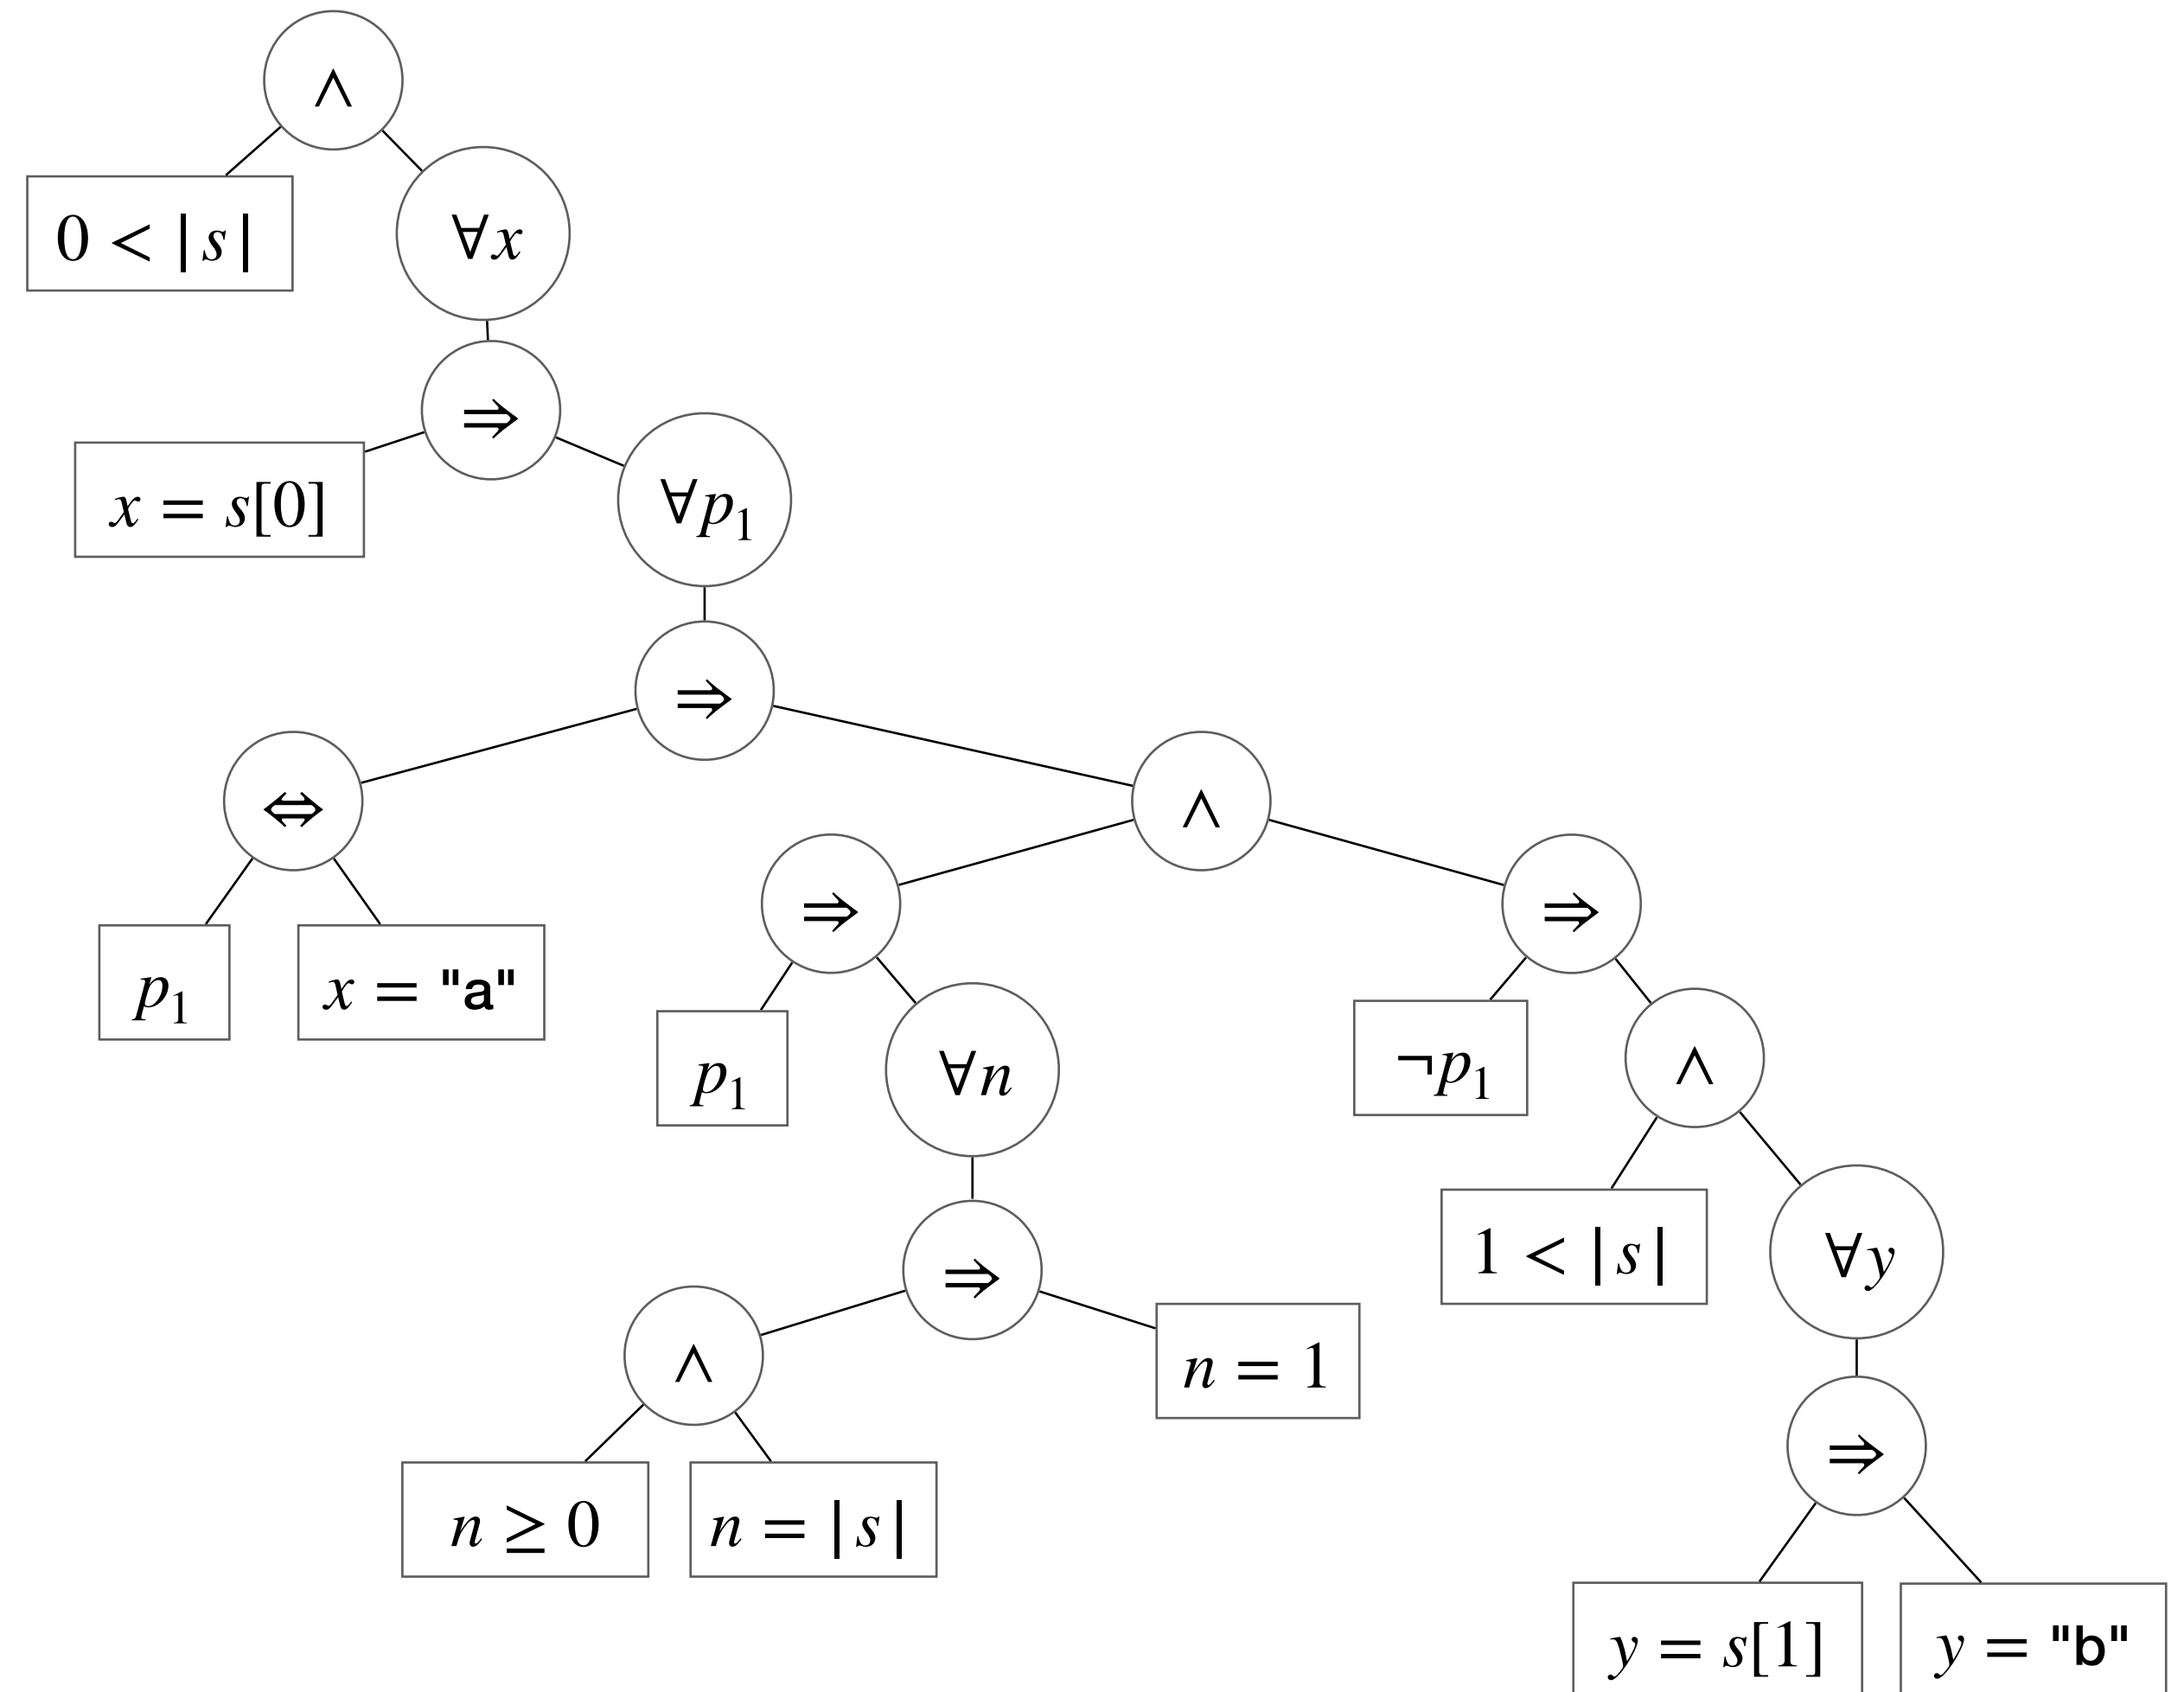 ∧
0 < |s|
∀x
⇒
x = s[0]
∀p₁
⇒
⇔
∧
p₁
x = "a"
⇒
⇒
p₁
∀n
¬p₁
∧
⇒
1 < |s|
∀y
∧
n = 1
⇒
n ≥ 0
n = |s|
y = s[1]
y = "b"